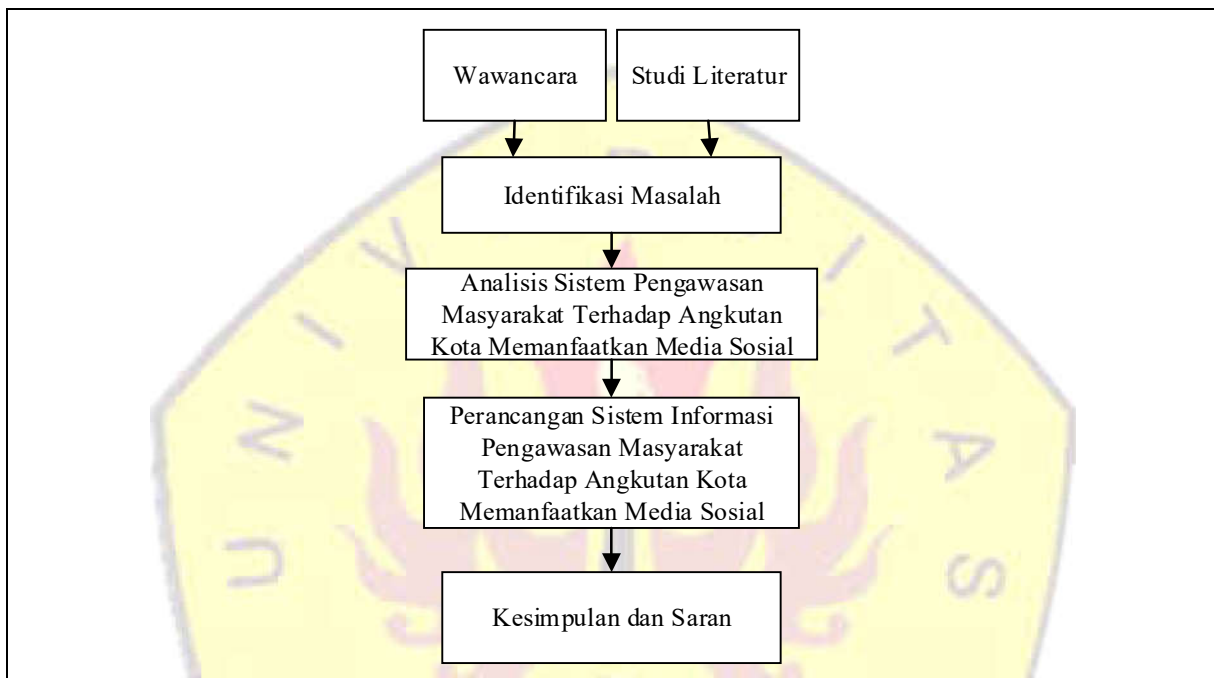 Wawancara
Studi Literatur
Identifikasi Masalah
Analisis Sistem Pengawasan
Masyarakat Terhadap Angkutan
Kota Memanfaatkan Media Sosial
Perancangan Sistem Informasi
Pengawasan Masyarakat
Terhadap Angkutan Kota
Memanfaatkan Media Sosial
Kesimpulan dan Saran